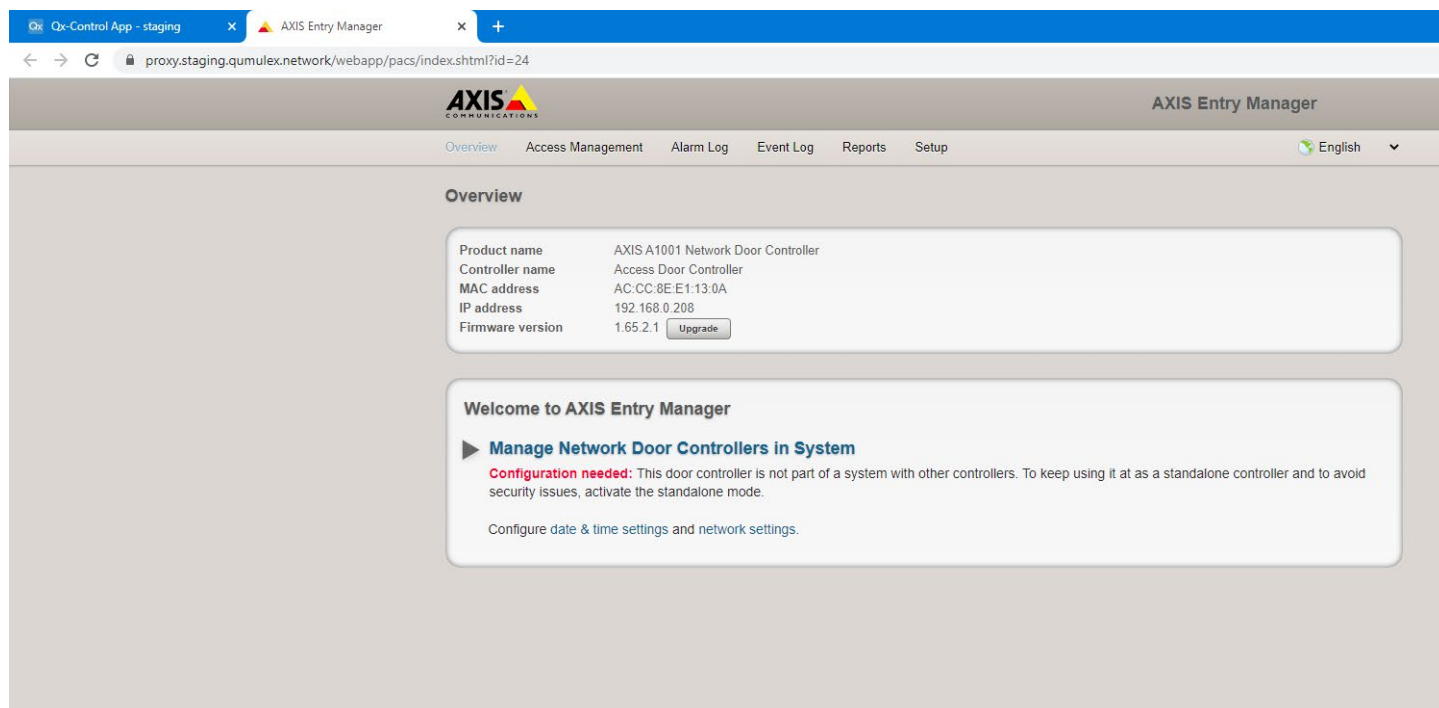 Qx Qx-Control App - staging
AXIS Entry Manager
proxy.staging.qumulex.network/webapp/pacs/index.shtml?id=24
AXIS
COMMUNICATIONS
AXIS Entry Manager
Overview Access Management Alarm Log Event Log Reports Setup English
Overview
Product name AXIS A1001 Network Door Controller
Controller name Access Door Controller
MAC address AC:CC:8E:E1:13:0A
IP address 192.168.0.208
Firmware version 1.65.2.1 Upgrade
Welcome to AXIS Entry Manager
Manage Network Door Controllers in System
Configuration needed: This door controller is not part of a system with other controllers. To keep using it at as a standalone controller and to avoid
security issues, activate the standalone mode.
Configure date & time settings and network settings.